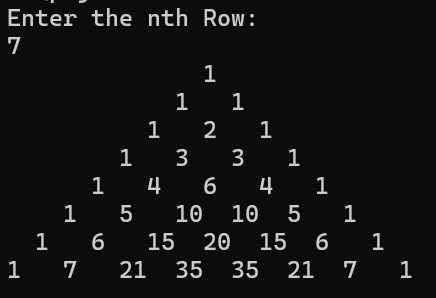 Enter the nth Row:
7
1
1 1
1 2 1
1 3 3 1
1 4 6 4 1
1 5 10 10 5 1
1 6 15 20 15 6 1
1 7 21 35 35 21 7 1